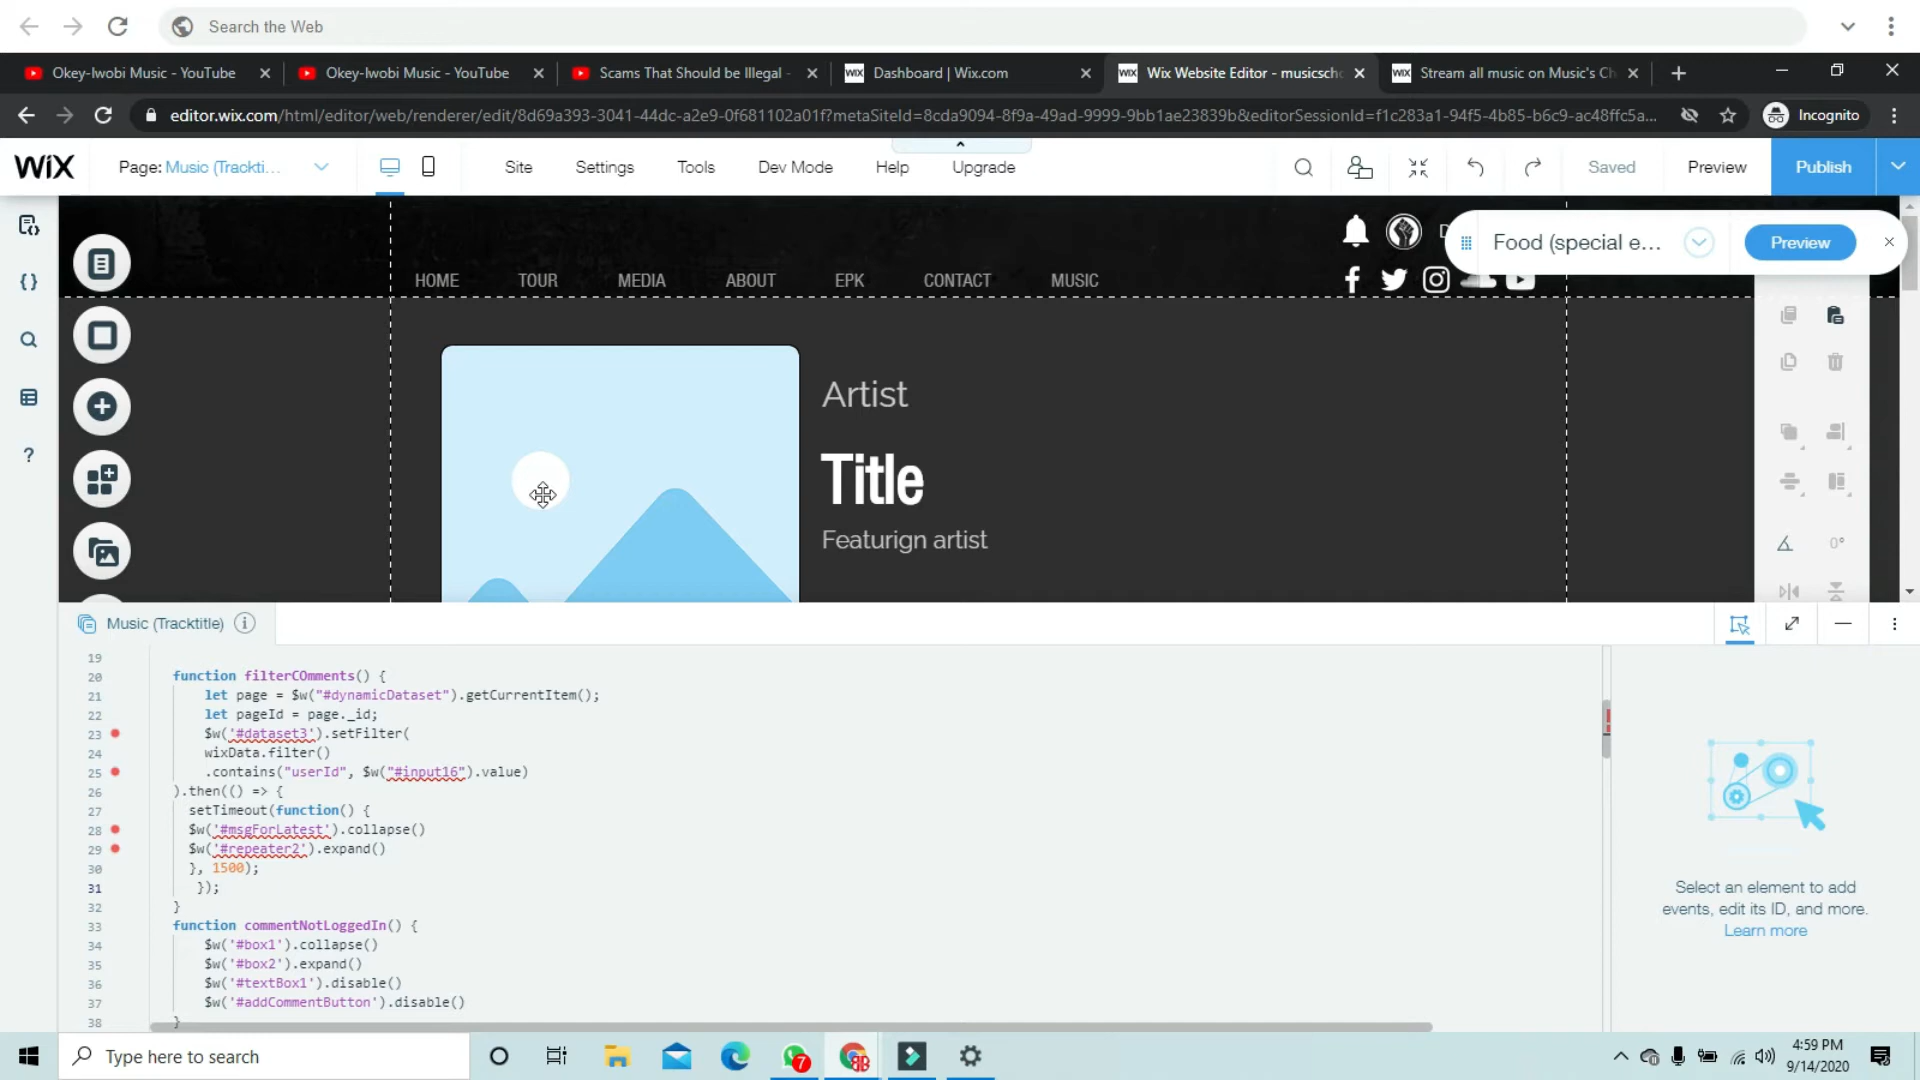 Search the Web
Okey-Iwobi Music - YouTube
Okey-Iwobi Music - YouTube
Scams That Should be Illegal -
WIX Dashboard | Wix.com
WIX Wix Website Editor - musicsch
WIX Stream all music on Music's Ch
editor.wix.com/html/editor/web/renderer/edit/8d69a393-3041-44dc-a2e9-0f681102a01f?metaSiteId=8cda9094-8f9a-49ad-9999-9bb1ae23839b&editorSessionId=f1c283a1-94f5-4b85-b6c9-ac48ffc5a...
Incognito
WiX
Page: Music (Trackti...
Site
Settings
Tools
Dev Mode
Help
Upgrade
Saved
Preview
Publish
HOME
TOUR
MEDIA
ABOUT
EPK
CONTACT
MUSIC
Food (special e...
Preview
Artist
Title
Featurign artist
0°
?
Music (Tracktitle)
19
20 function filterCOmments() {
21 let page = $w("#dynamicDataset").getCurrentItem();
22 let pageId = page._id;
23 $w('#dataset3').setFilter(
24 wixData.filter()
25 .contains("userId", $w("#input16").value)
26 ).then(() => {
27 setTimeout(function() {
28 $w('#msgForLatest').collapse()
29 $w('#repeater2').expand()
30 }, 1500);
31 });
32 }
33 function commentNotLoggedIn() {
34 $w('#box1').collapse()
35 $w('#box2').expand()
36 $w('#textBox1').disable()
37 $w('#addCommentButton').disable()
38 }
Select an element to add
events, edit its ID, and more.
Learn more
Type here to search
7
4:59 PM
9/14/2020